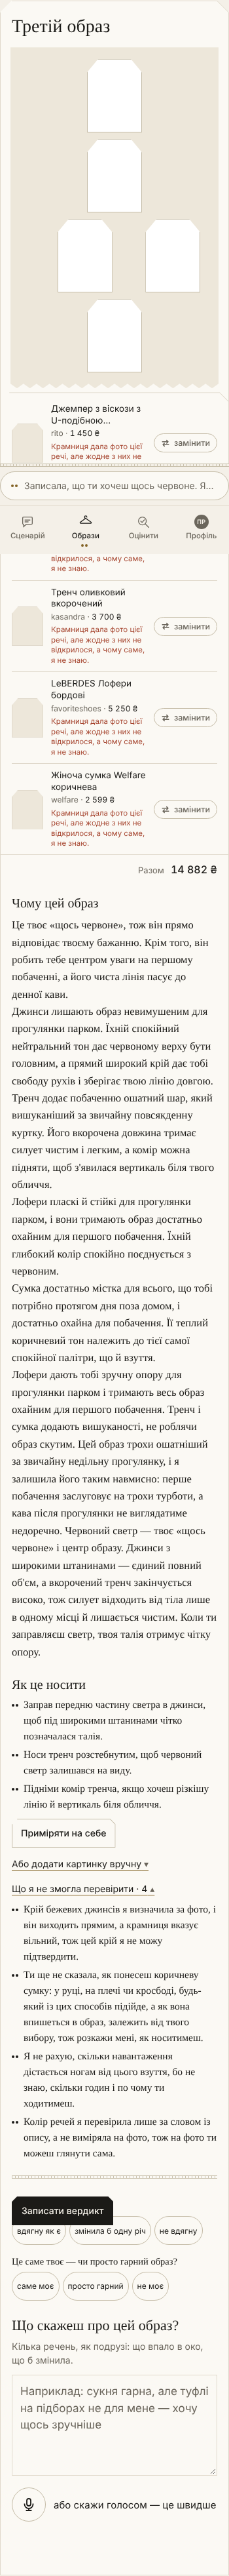 Третій образ
Джемпер з віскози з
U-подібною...
rito · 1 450 ₴
Крамниця дала фото цієї
речі, але жодне з них не
⇄ замінити
Записала, що ти хочеш щось червоне. Я...
Сценарій
Образи
Оцінити
ПР
Профіль
відкрилося, а чому саме,
я не знаю.
Тренч оливковий
вкорочений
kasandra · 3 700 ₴
Крамниця дала фото цієї
речі, але жодне з них не
відкрилося, а чому саме,
я не знаю.
⇄ замінити
LeBERDES Лофери
бордові
favoriteshoes · 5 250 ₴
Крамниця дала фото цієї
речі, але жодне з них не
відкрилося, а чому саме,
я не знаю.
⇄ замінити
Жіноча сумка Welfare
коричнева
welfare · 2 599 ₴
Крамниця дала фото цієї
речі, але жодне з них не
відкрилося, а чому саме,
я не знаю.
⇄ замінити
Разом 14 882 ₴
Чому цей образ
Це твоє «щось червоне», тож він прямо
відповідає твоєму бажанню. Крім того, він
робить тебе центром уваги на першому
побаченні, а його чиста лінія пасує до
денної кави.
Джинси лишають образ невимушеним для
прогулянки парком. Їхній спокійний
нейтральний тон дає червоному верху бути
головним, а прямий широкий крій дає тобі
свободу рухів і зберігає твою лінію довгою.
Тренч додає побаченню ошатний шар, який
вишуканіший за звичайну повсякденну
куртку. Його вкорочена довжина тримає
силует чистим і легким, а комір можна
підняти, щоб з'явилася вертикаль біля твого
обличчя.
Лофери пласкі й стійкі для прогулянки
парком, і вони тримають образ достатньо
охайним для першого побачення. Їхній
глибокий колір спокійно поєднується з
червоним.
Сумка достатньо містка для всього, що тобі
потрібно протягом дня поза домом, і
достатньо охайна для побачення. Її теплий
коричневий тон належить до тієї самої
спокійної палітри, що й взуття.
Лофери дають тобі зручну опору для
прогулянки парком і тримають весь образ
охайним для першого побачення. Тренч і
сумка додають вишуканості, не роблячи
образ скутим. Цей образ трохи ошатніший
за звичайну недільну прогулянку, і я
залишила його таким навмисно: перше
побачення заслуговує на трохи турботи, а
кава після прогулянки не виглядатиме
недоречно. Червоний светр — твоє «щось
червоне» і центр образу. Джинси з
широкими штанинами — єдиний повний
об'єм, а вкорочений тренч закінчується
високо, тож силует відходить від тіла лише
в одному місці й лишається чистим. Коли ти
заправляєш светр, твоя талія отримує чітку
опору.
Як це носити
•• Заправ передню частину светра в джинси,
щоб під широкими штанинами чітко
позначалася талія.
•• Носи тренч розстебнутим, щоб червоний
светр залишався на виду.
•• Підніми комір тренча, якщо хочеш різкішу
лінію й вертикаль біля обличчя.
Приміряти на себе
Або додати картинку вручну ▾
Що я не змогла перевірити · 4 ▴
•• Крій бежевих джинсів я визначила за фото, і
він виходить прямим, а крамниця вказує
вільний, тож цей крій я не можу
підтвердити.
•• Ти ще не сказала, як понесеш коричневу
сумку: у руці, на плечі чи кросбоді, будь-
який із цих способів підійде, а як вона
впишеться в образ, залежить від твого
вибору, тож розкажи мені, як носитимеш.
•• Я не рахую, скільки навантаження
дістається ногам від цього взуття, бо не
знаю, скільки годин і по чому ти
ходитимеш.
•• Колір речей я перевірила лише за словом із
опису, а не виміряла на фото, тож на фото ти
можеш глянути сама.
Записати вердикт
вдягну як є
змінила б одну річ
не вдягну
Це саме твоє — чи просто гарний образ?
саме моє
просто гарний
не моє
Що скажеш про цей образ?
Кілька речень, як подрузі: що впало в око,
що б змінила.
Наприклад: сукня гарна, але туфлі
на підборах не для мене — хочу
щось зручніше
або скажи голосом — це швидше